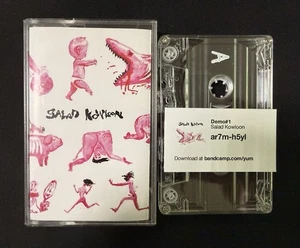 SALAD KOWLOON
A
SALAD KOWLOON
Demo#1
Salad Kowloon
ar7m-h5yl
Download at bandcamp.com/yum